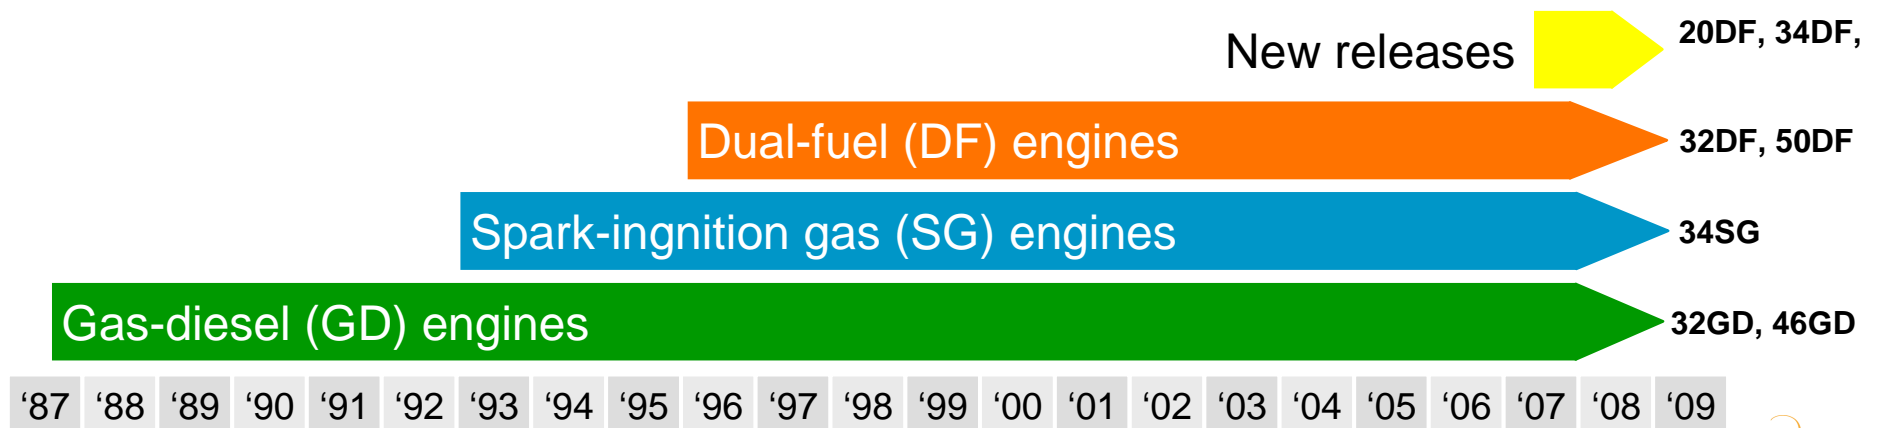 New releases 20DF, 34DF,
Dual-fuel (DF) engines 32DF, 50DF
Spark-ingnition gas (SG) engines 34SG
Gas-diesel (GD) engines 32GD, 46GD
‘87 ‘88 ‘89 ‘90 ‘91 ‘92 ‘93 ‘94 ‘95 ‘96 ‘97 ‘98 ‘99 ‘00 ‘01 ‘02 ‘03 ‘04 ‘05 ‘06 ‘07 ‘08 ‘09